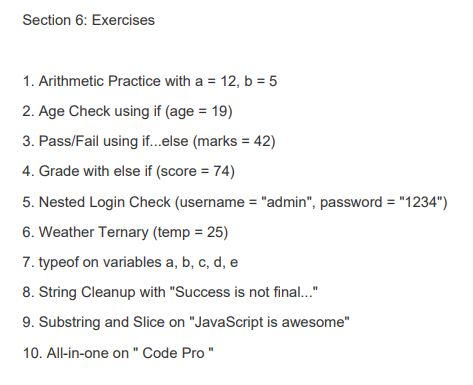 Section 6: Exercises
1. Arithmetic Practice with a = 12, b = 5
2. Age Check using if (age = 19)
3. Pass/Fail using if...else (marks = 42)
4. Grade with else if (score = 74)
5. Nested Login Check (username = "admin", password = "1234")
6. Weather Ternary (temp = 25)
7. typeof on variables a, b, c, d, e
8. String Cleanup with "Success is not final..."
9. Substring and Slice on "JavaScript is awesome"
10. All-in-one on " Code Pro "